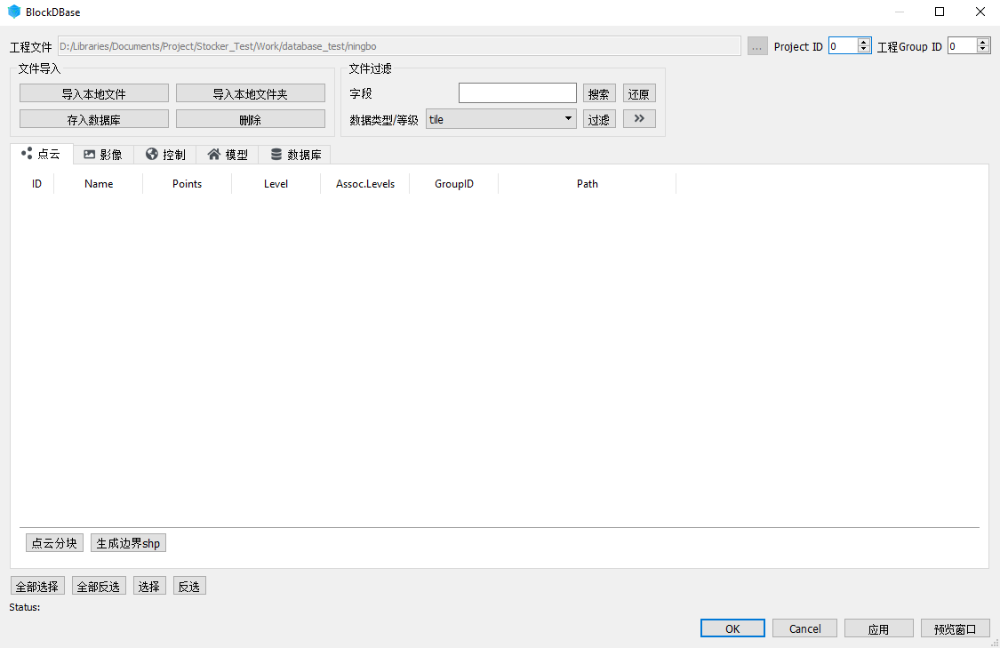 BlockDBase
工程文件 D:/Libraries/Documents/Project/Stocker_Test/Work/database_test/ningbo ... Project ID 0 工程Group ID 0
文件导入 文件过滤
导入本地文件 导入本地文件夹 字段 搜索 还原
存入数据库 删除 数据类型/等级 tile 过滤 >>
点云 影像 控制 模型 数据库
ID Name Points Level Assoc.Levels GroupID Path
点云分块 生成边界shp
全部选择 全部反选 选择 反选
Status:
OK Cancel 应用 预览窗口